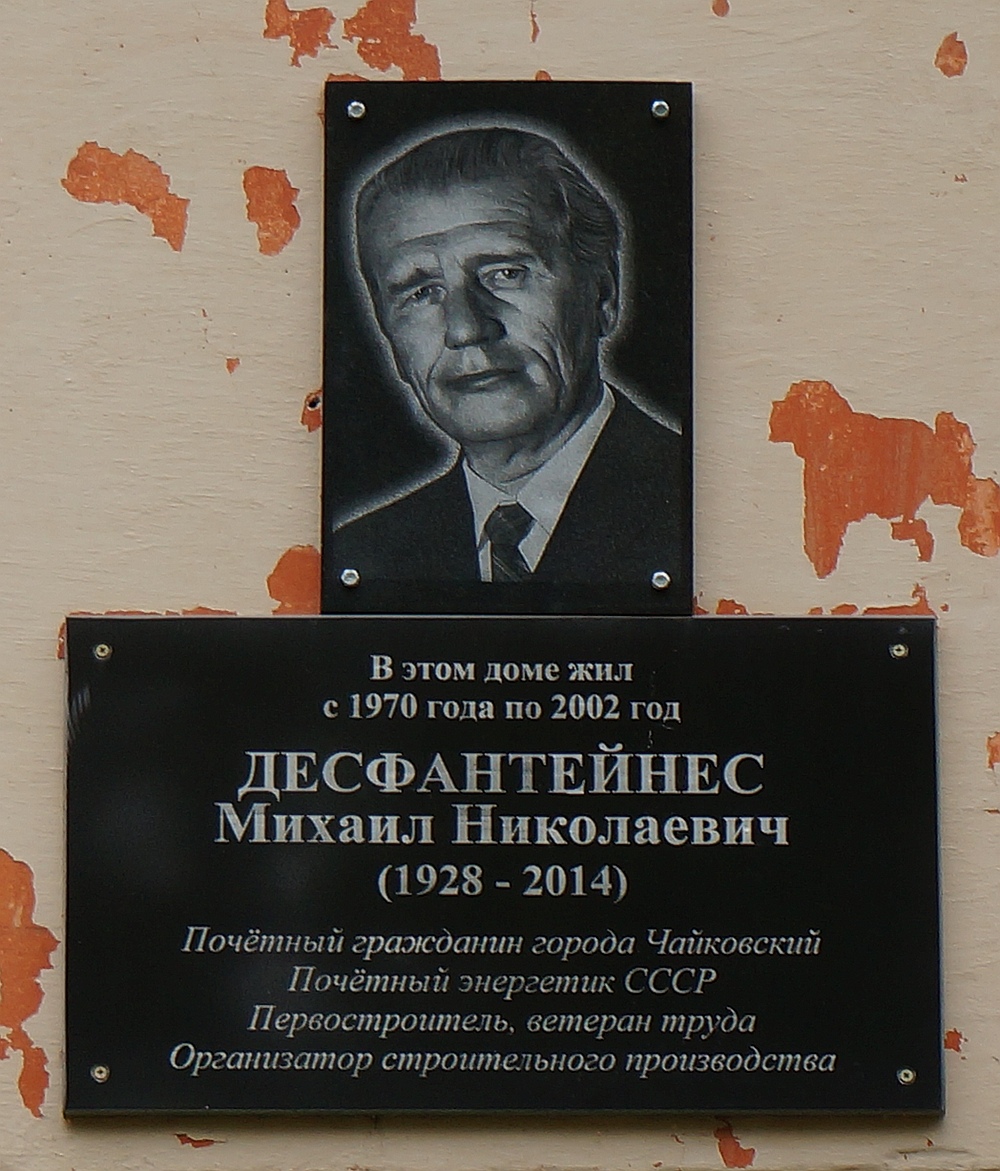 В этом доме жил
с 1970 года по 2002 год
ДЕСФАНТЕЙНЕС
Михаил Николаевич
(1928 - 2014)
Почётный гражданин города Чайковский
Почётный энергетик СССР
Первостроитель, ветеран труда
Организатор строительного производства